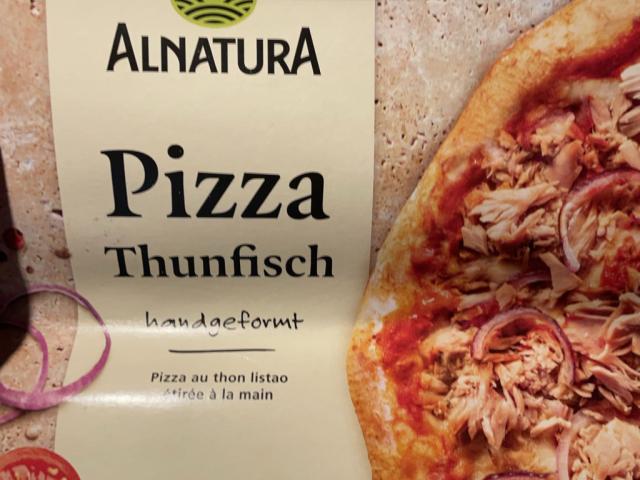 ALNATURA
Pizza
Thunfisch
handgeformt
Pizza au thon listao
étirée à la main